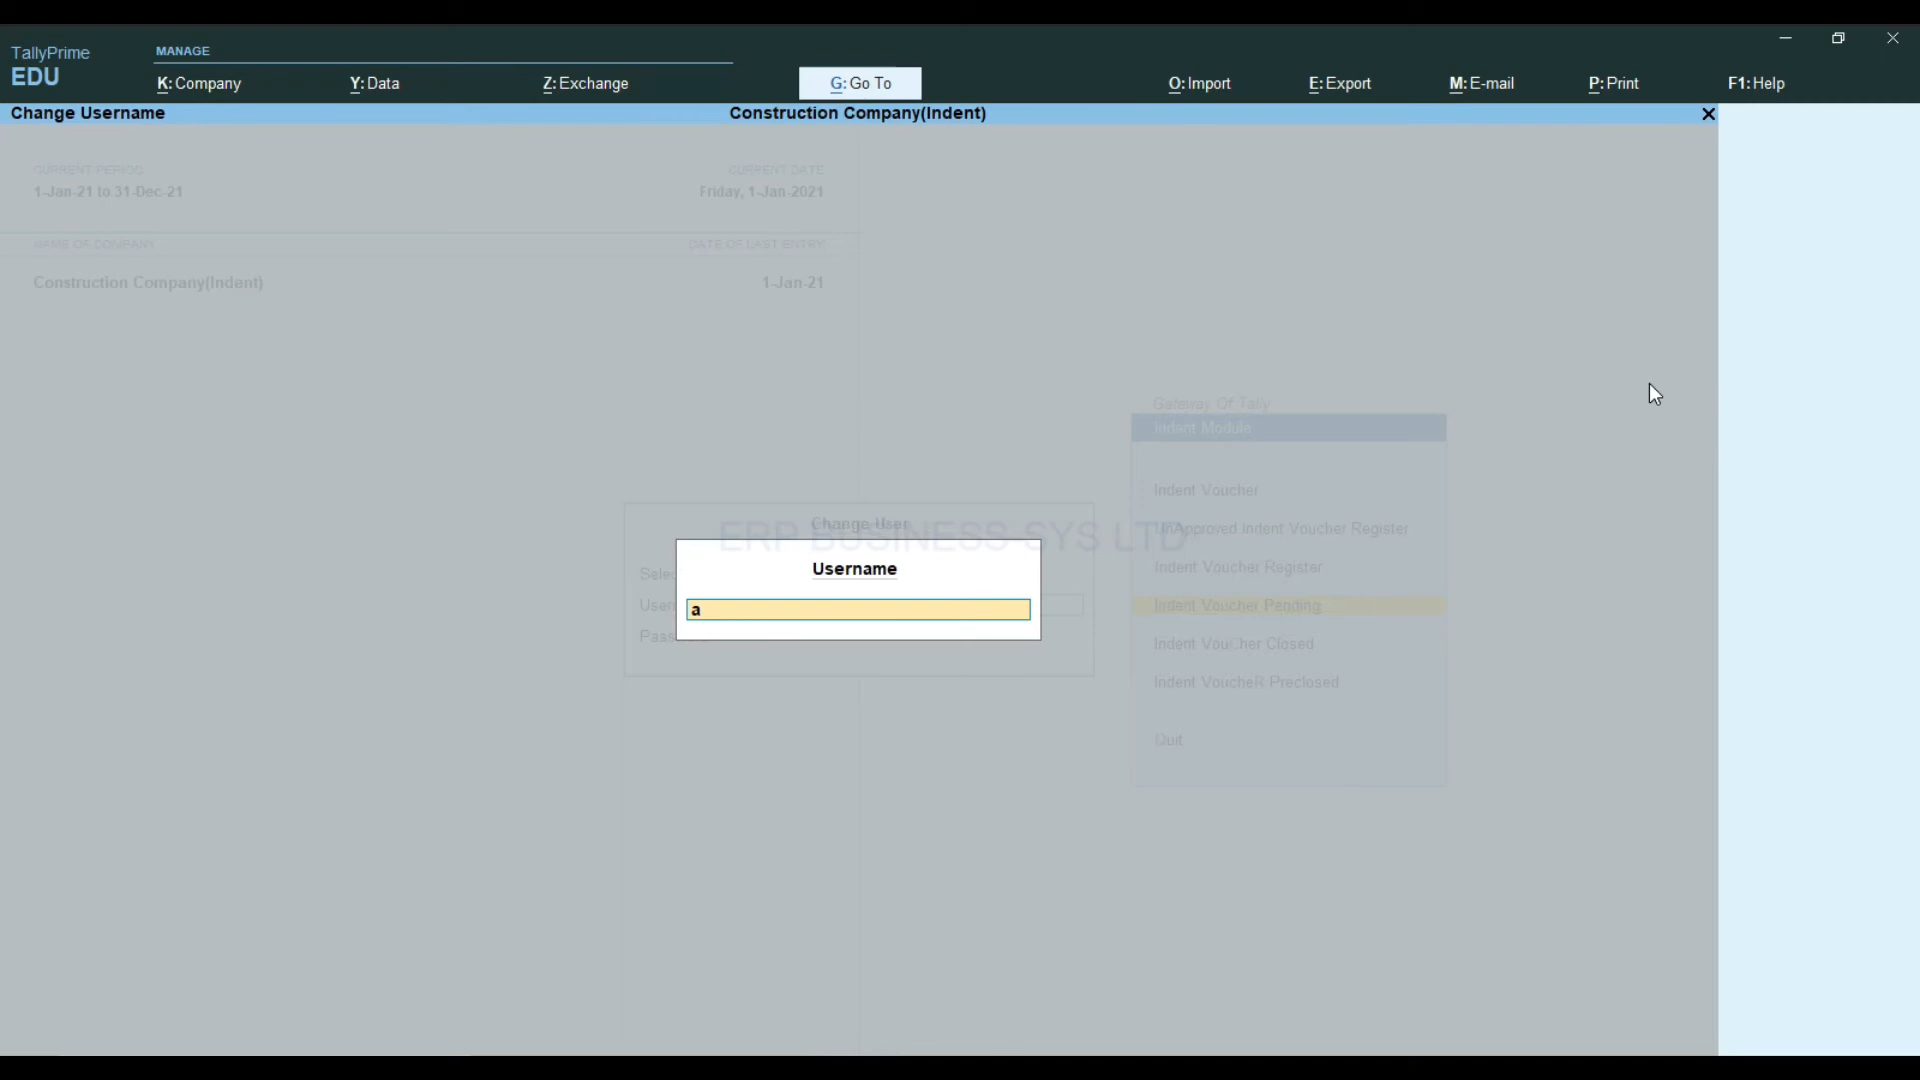 TallyPrime
EDU
MANAGE
K: Company
Y: Data
Z: Exchange
G: Go To
O: Import
E: Export
M: E-mail
P: Print
F1: Help
Change Username
Construction Company(Indent)
CURRENT PERIOD
CURRENT DATE
1-Jan-21 to 31-Dec-21
Friday, 1-Jan-2021
NAME OF COMPANY
DATE OF LAST ENTRY
Construction Company(Indent)
1-Jan-21
Gateway Of Tally
Indent Module
Indent Voucher
UnApproved Indent Voucher Register
Indent Voucher Register
Indent Voucher Pending
Indent VouCher Closed
Indent VoucheR Preclosed
Quit
Change User
ERP BUSINESS-SYS LTD
Username
a